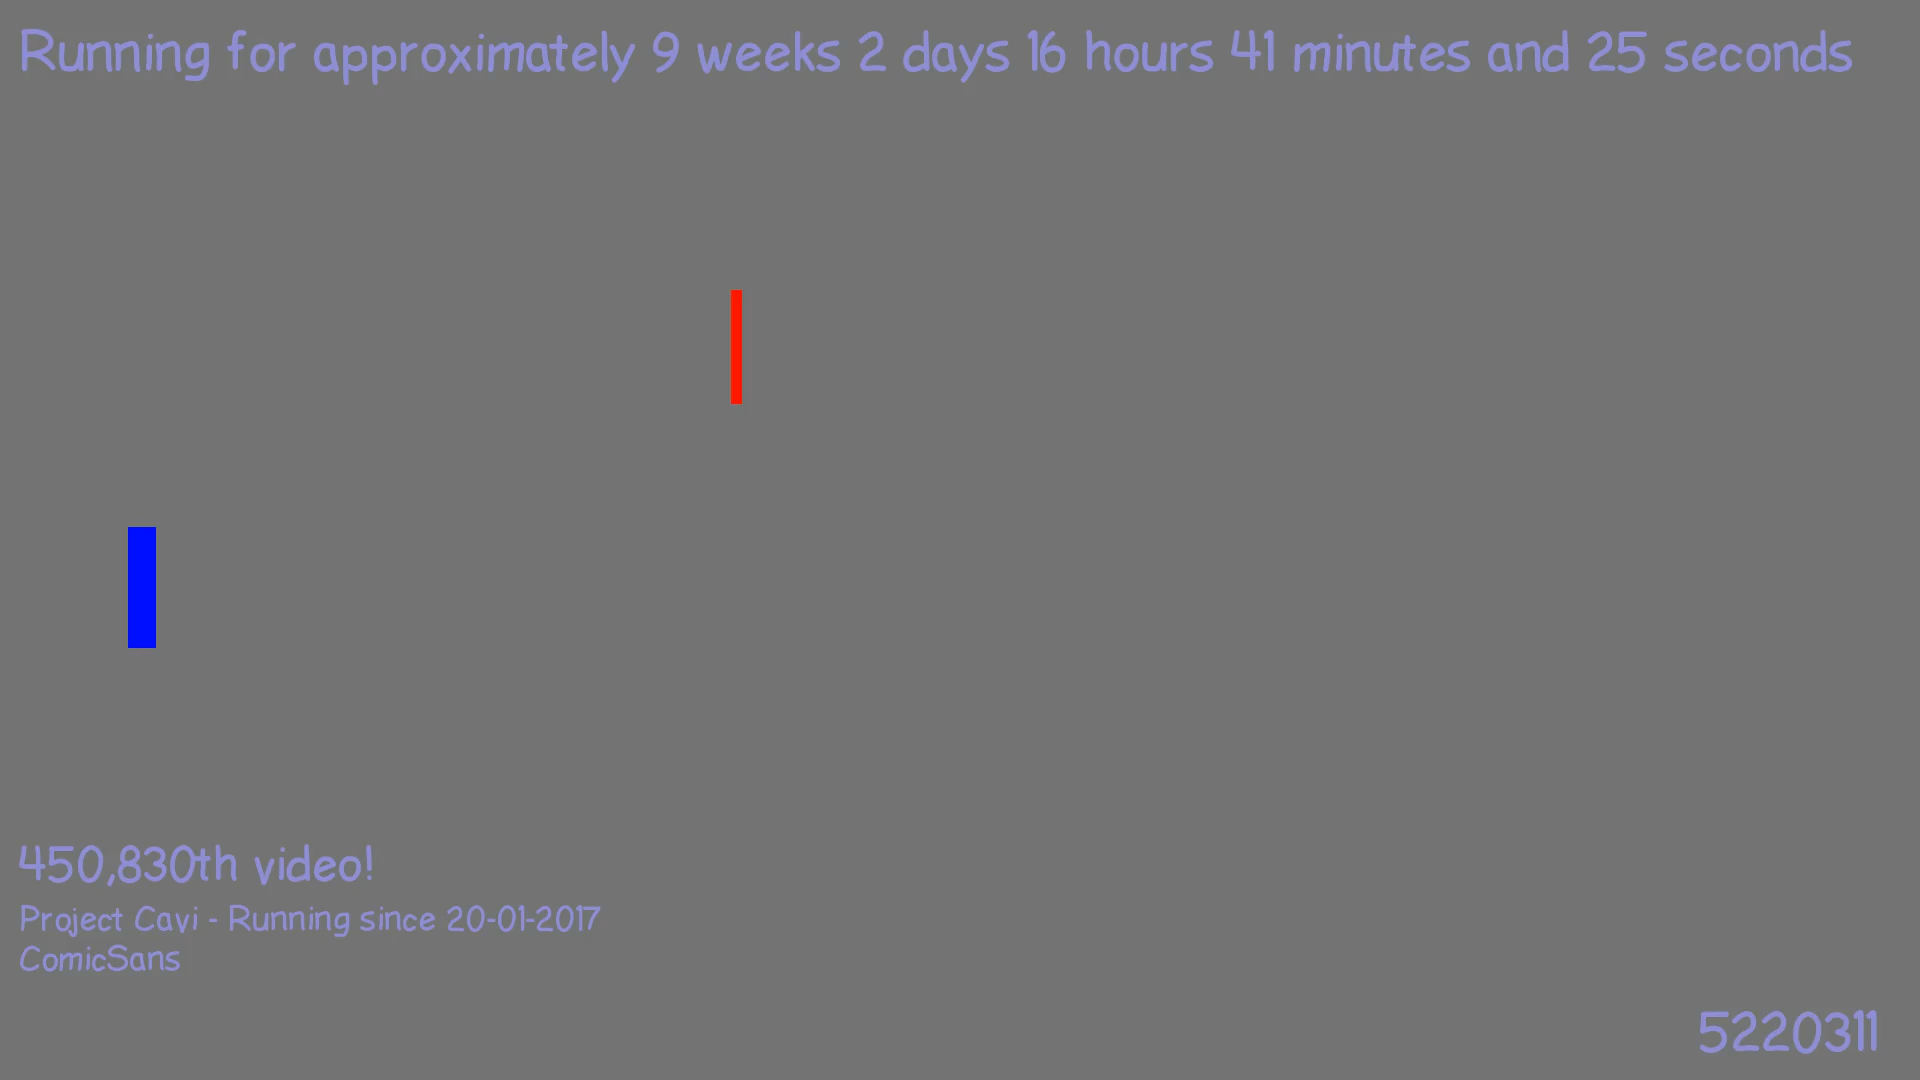 Running for approximately 9 weeks 2 days 16 hours 41 minutes and 25 seconds
450,830th video!
Project Cavi - Running since 20-01-2017
ComicSans
5220311